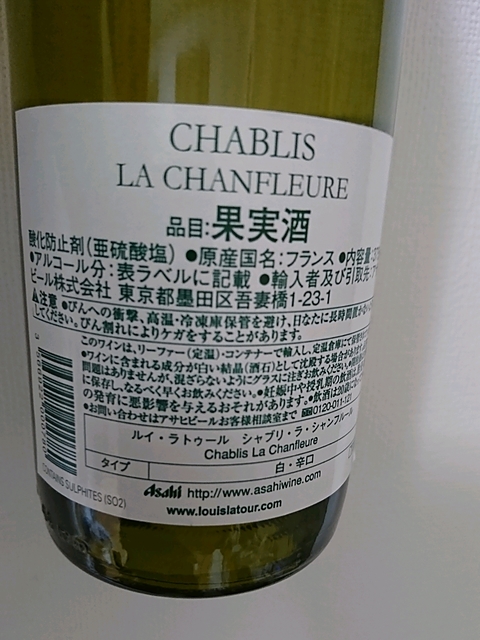 CHABLIS
LA CHANFLEURE
品目:果実酒
酸化防止剤(亜硫酸塩) ●原産国名:フランス ●内容量:
●アルコール分:表ラベルに記載 ●輸入者及び引取先:
ビール株式会社 東京都墨田区吾妻橋1-23-1
⚠注意 ●びんへの衝撃、高温・冷凍庫保管を避け、日なたに長時間置かない
してください。びん割れによりケガをすることがあります。
このワインは、リーファー(定温)・コンテナーで輸入し、定温倉庫にて保管
●ワインに含まれる成分が白い結晶(酒石)として沈殿する場合があります
問題はありませんが、混ざらないようにグラスに注ぎお飲みください。
に保存しなるべく早くお飲みください。●妊娠中や授乳期の飲酒は、
の発育に悪影響を与えるおそれがあります。●飲酒は20歳に
●お問い合わせはアサヒビールお客様相談室まで 0120-011-121
ルイ・ラトゥール シャブリ・ラ・シャンフルール
Chablis La Chanfleure
タイプ 白・辛口
CONTAINS SULPHITES (SO2)
Asahi http://www.asahiwine.com
www.louislatour.com